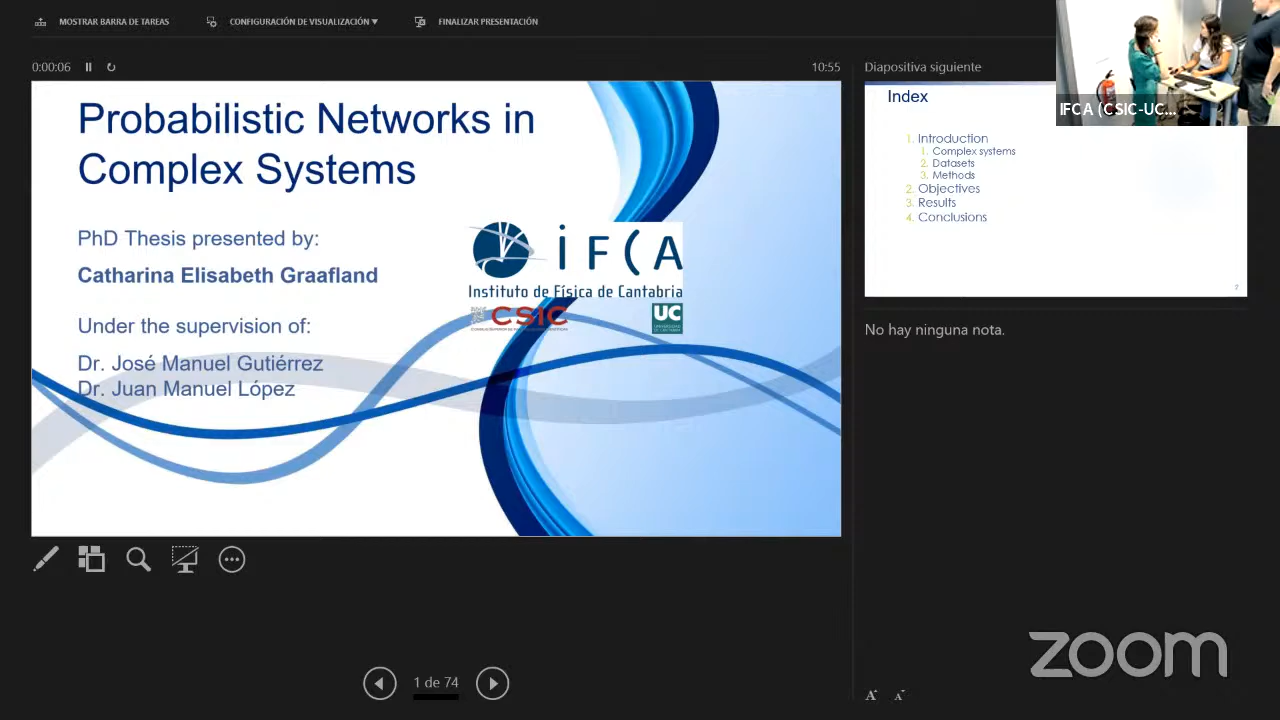 MOSTRAR BARRA DE TAREAS
CONFIGURACIÓN DE VISUALIZACIÓN ▼
FINALIZAR PRESENTACIÓN
0:00:06
10:55
Probabilistic Networks in
Complex Systems
PhD Thesis presented by:
Catharina Elisabeth Graafland
Under the supervision of:
Dr. José Manuel Gutiérrez
Dr. Juan Manuel López
IFCA
Instituto de Física de Cantabria
CSIC
UC
Diapositiva siguiente
IFCA (CSIC-UC...
Index
1. Introduction
1. Complex systems
2. Datasets
3. Methods
2. Objectives
3. Results
4. Conclusions
2
No hay ninguna nota.
1 de 74
A A
zoom